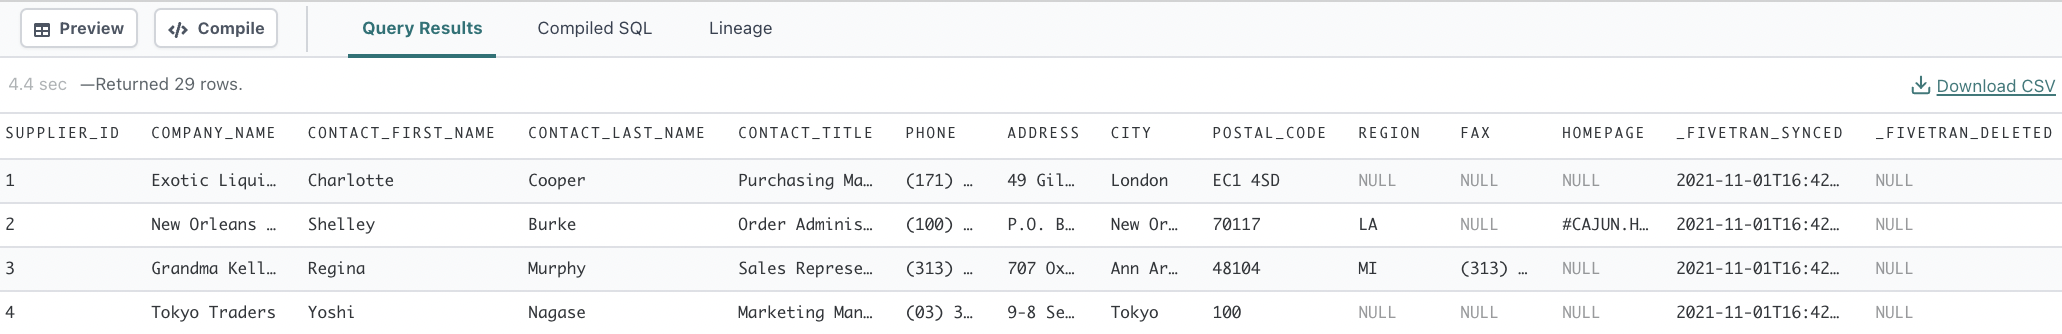 Preview Compile Query Results Compiled SQL Lineage
4.4 sec —Returned 29 rows. Download CSV
SUPPLIER_ID COMPANY_NAME CONTACT_FIRST_NAME CONTACT_LAST_NAME CONTACT_TITLE PHONE ADDRESS CITY POSTAL_CODE REGION FAX HOMEPAGE _FIVETRAN_SYNCED _FIVETRAN_DELETED
1 Exotic Liqui… Charlotte Cooper Purchasing Ma… (171) … 49 Gil… London EC1 4SD NULL NULL NULL 2021-11-01T16:42… NULL
2 New Orleans … Shelley Burke Order Adminis… (100) … P.O. B… New Or… 70117 LA NULL #CAJUN.H… 2021-11-01T16:42… NULL
3 Grandma Kell… Regina Murphy Sales Represe… (313) … 707 Ox… Ann Ar… 48104 MI (313) … NULL 2021-11-01T16:42… NULL
4 Tokyo Traders Yoshi Nagase Marketing Man… (03) 3… 9-8 Se… Tokyo 100 NULL NULL NULL 2021-11-01T16:42… NULL